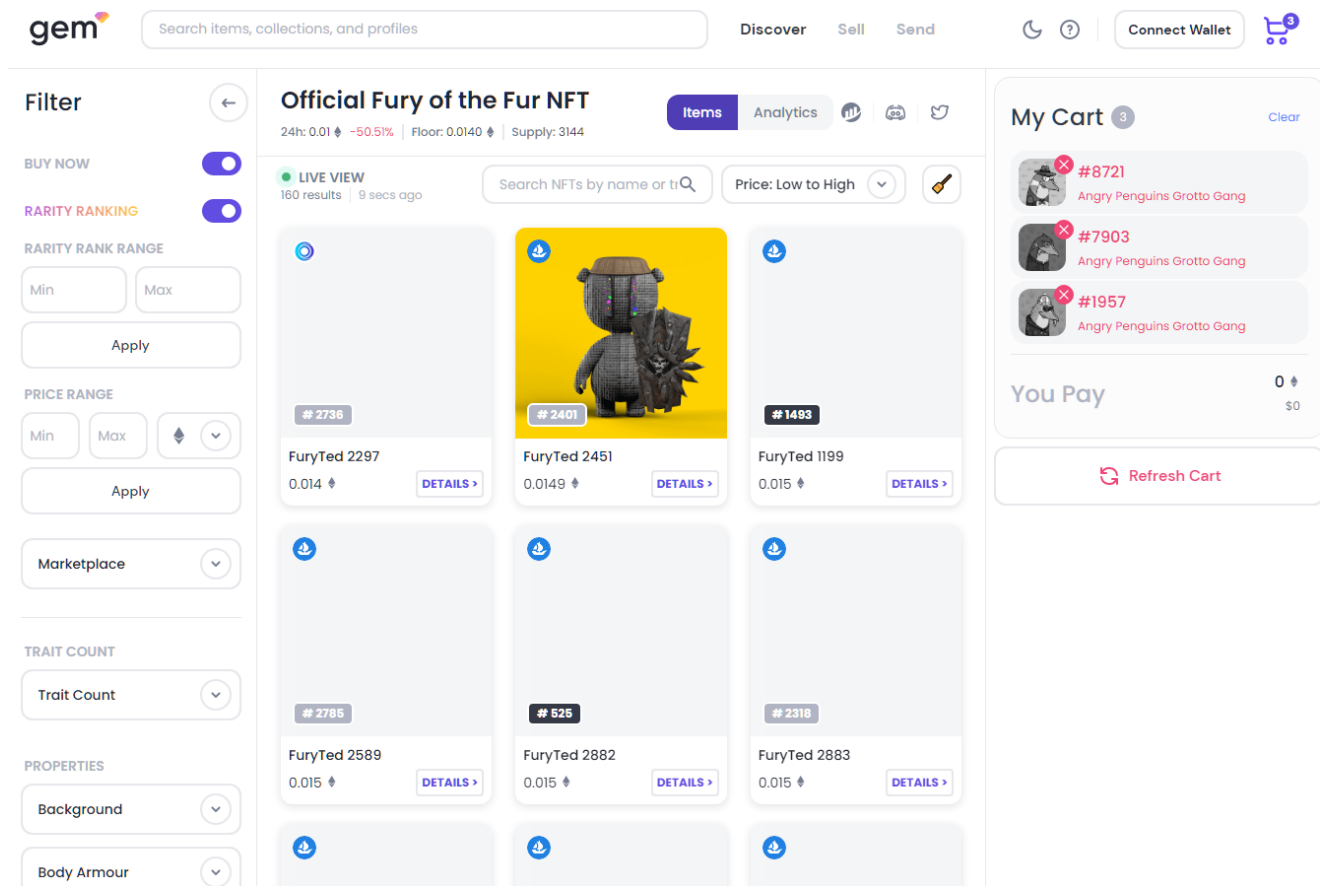 gem
Search items, collections, and profiles
Discover
Sell
Send
Connect Wallet
3
Filter
BUY NOW
RARITY RANKING
RARITY RANK RANGE
Min
Max
Apply
PRICE RANGE
Min
Max
Apply
Marketplace
TRAIT COUNT
Trait Count
PROPERTIES
Background
Body Armour
Official Fury of the Fur NFT
24h: 0.01 -50.51% Floor: 0.0140 Supply: 3144
Items
Analytics
LIVE VIEW
160 results 9 secs ago
Search NFTs by name or tr
Price: Low to High
# 2736
FuryTed 2297
0.014
DETAILS >
# 2401
FuryTed 2451
0.0149
DETAILS >
# 1493
FuryTed 1199
0.015
DETAILS >
# 2785
FuryTed 2589
0.015
DETAILS >
# 525
FuryTed 2882
0.015
DETAILS >
# 2318
FuryTed 2883
0.015
DETAILS >
My Cart 3
Clear
#8721
Angry Penguins Grotto Gang
#7903
Angry Penguins Grotto Gang
#1957
Angry Penguins Grotto Gang
You Pay
0
$0
Refresh Cart